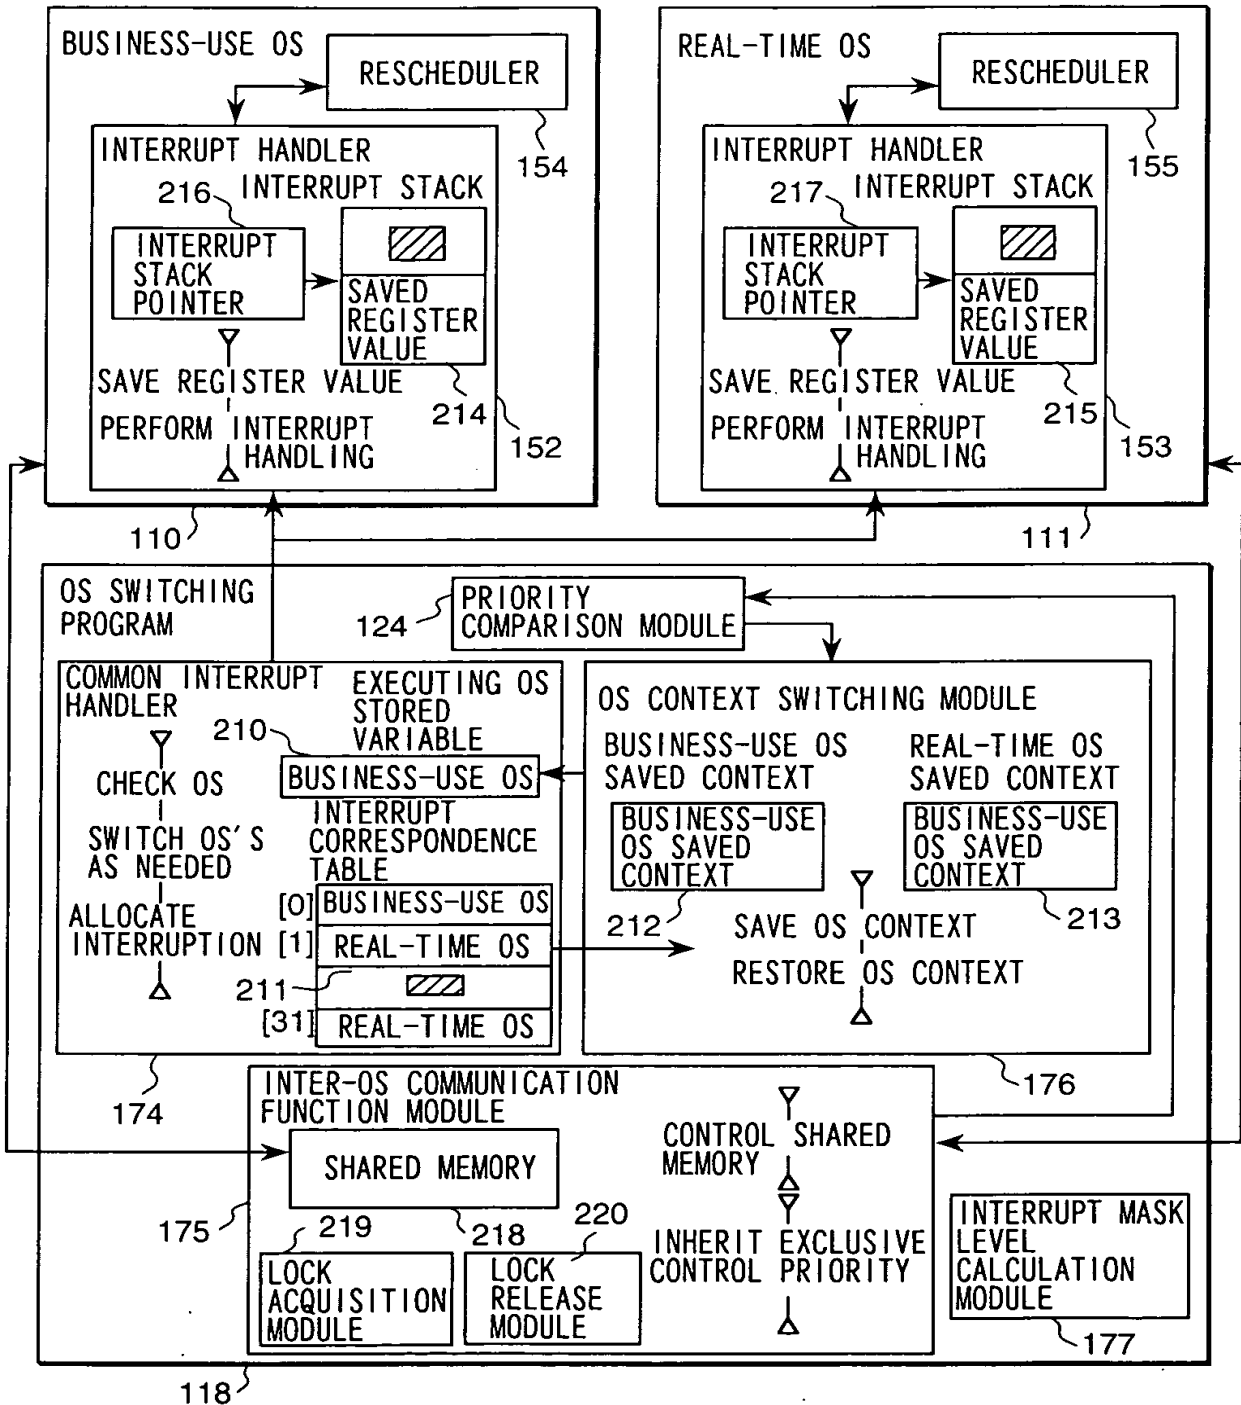 BUSINESS-USE OS
RESCHEDULER
154
INTERRUPT HANDLER
INTERRUPT STACK
216
INTERRUPT
STACK
POINTER
SAVED
REGISTER
VALUE
214
SAVE REGISTER VALUE
PERFORM INTERRUPT
HANDLING
152
110
REAL-TIME OS
RESCHEDULER
155
INTERRUPT HANDLER
INTERRUPT STACK
217
INTERRUPT
STACK
POINTER
SAVED
REGISTER
VALUE
215
SAVE REGISTER VALUE
PERFORM INTERRUPT
HANDLING
153
111
OS SWITCHING
PROGRAM
124
PRIORITY
COMPARISON MODULE
COMMON INTERRUPT
HANDLER
EXECUTING OS
STORED
VARIABLE
210
BUSINESS-USE OS
CHECK OS
SWITCH OS'S
AS NEEDED
ALLOCATE
INTERRUPTION
INTERRUPT
CORRESPONDENCE
TABLE
[0]
BUSINESS-USE OS
[1]
REAL-TIME OS
211
[31]
REAL-TIME OS
174
OS CONTEXT SWITCHING MODULE
BUSINESS-USE OS
SAVED CONTEXT
REAL-TIME OS
SAVED CONTEXT
BUSINESS-USE
OS SAVED
CONTEXT
212
BUSINESS-USE
OS SAVED
CONTEXT
213
SAVE OS CONTEXT
RESTORE OS CONTEXT
176
INTER-OS COMMUNICATION
FUNCTION MODULE
SHARED MEMORY
218
CONTROL SHARED
MEMORY
175
219
LOCK
ACQUISITION
MODULE
220
LOCK
RELEASE
MODULE
INHERIT EXCLUSIVE
CONTROL PRIORITY
INTERRUPT MASK
LEVEL
CALCULATION
MODULE
177
118